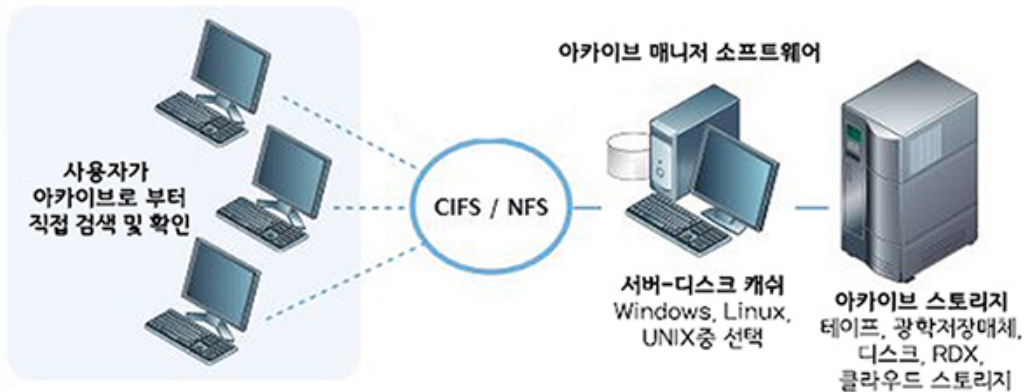 사용자가
아카이브로 부터
직접 검색 및 확인
CIFS / NFS
아카이브 매니저 소프트웨어
서버-디스크 캐쉬
Windows, Linux,
UNIX중 선택
아카이브 스토리지
테이프, 광학저장매체,
디스크, RDX,
클라우드 스토리지